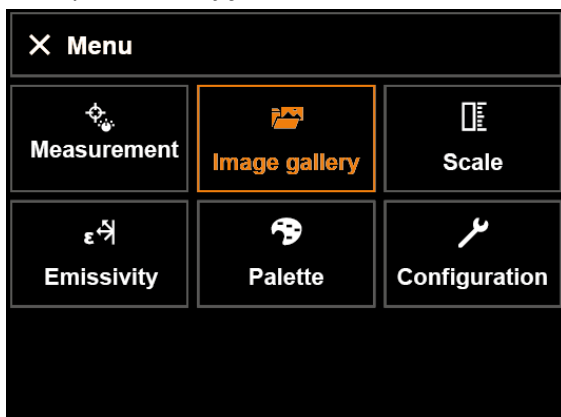 Menu
Measurement
Image gallery
Scale
ε
Emissivity
Palette
Configuration